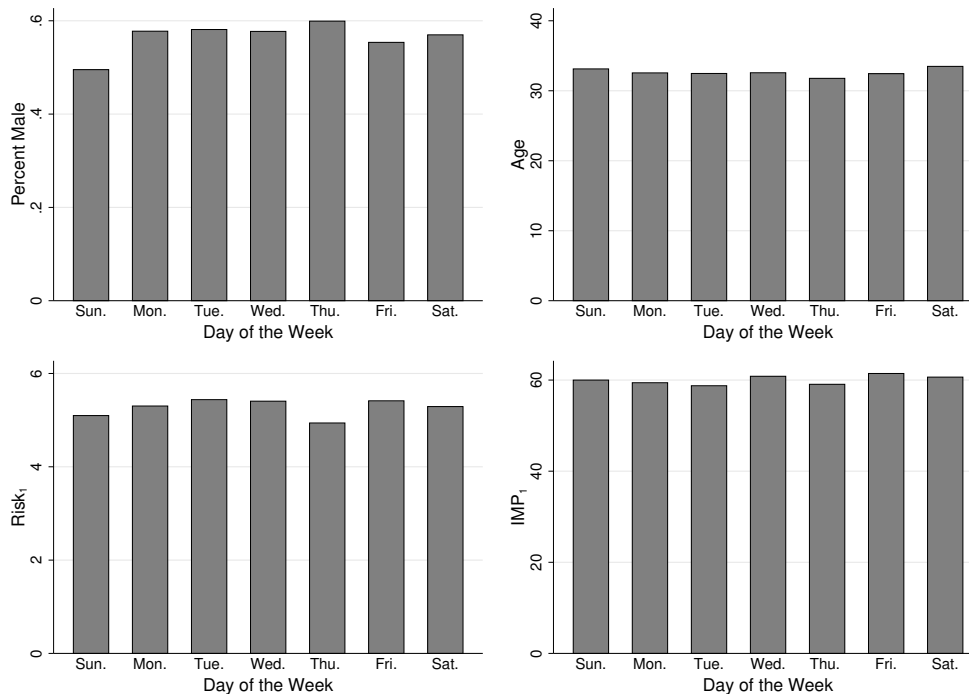 Percent Male
.6
.4
.2
0
Sun. Mon. Tue. Wed. Thu. Fri. Sat.
Day of the Week
Age
40
30
20
10
0
Sun. Mon. Tue. Wed. Thu. Fri. Sat.
Day of the Week
Risk₁
6
4
2
0
Sun. Mon. Tue. Wed. Thu. Fri. Sat.
Day of the Week
IMP₁
60
40
20
0
Sun. Mon. Tue. Wed. Thu. Fri. Sat.
Day of the Week